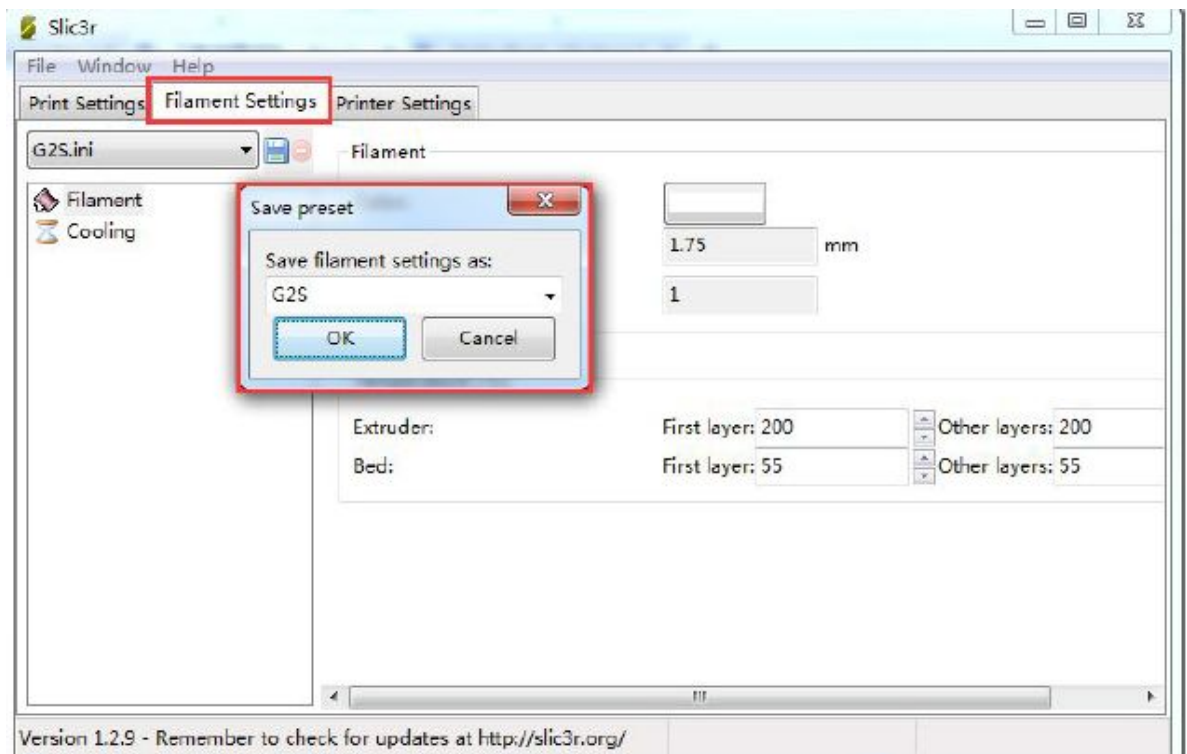 Slic3r
File Window Help
Print Settings Filament Settings Printer Settings
G2S.ini
Filament
Filament
Cooling
Save preset
Save filament settings as:
G2S
OK Cancel
1.75 mm
1
Extruder: First layer: 200 Other layers: 200
Bed: First layer: 55 Other layers: 55
Version 1.2.9 - Remember to check for updates at http://slic3r.org/